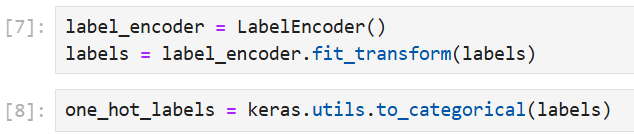 [7]: label_encoder = LabelEncoder()
labels = label_encoder.fit_transform(labels)
[8]: one_hot_labels = keras.utils.to_categorical(labels)